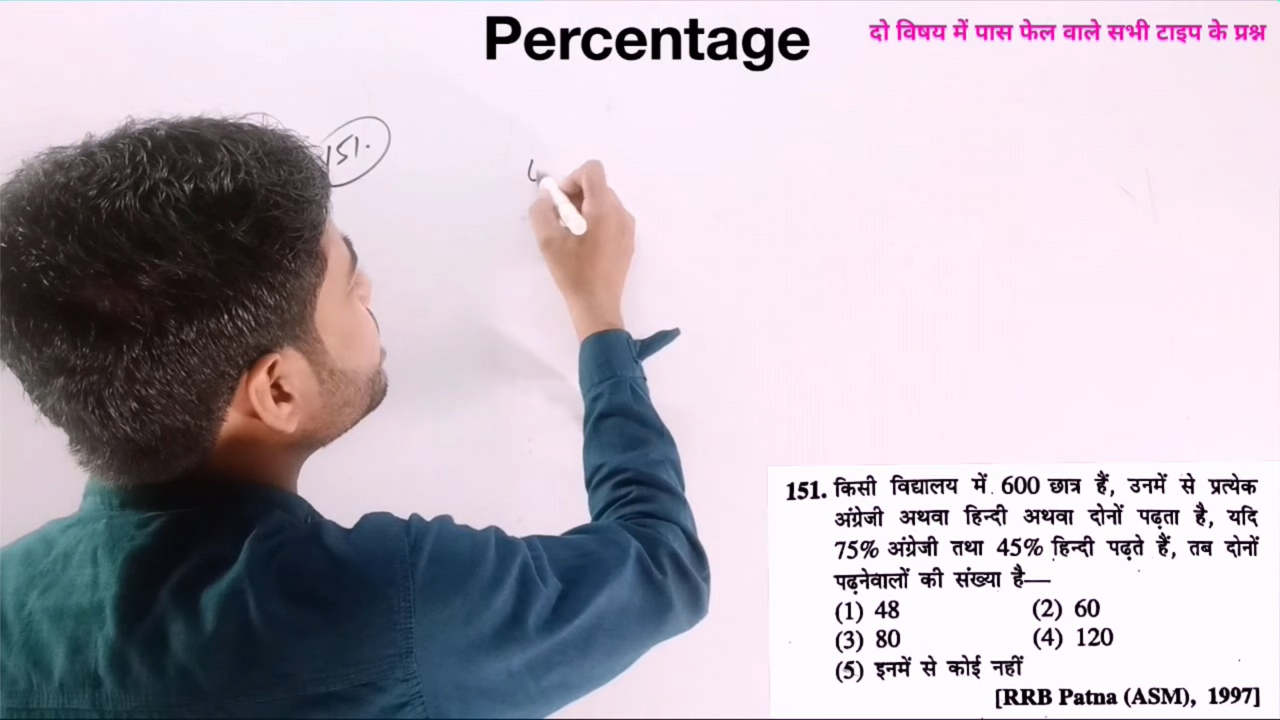 Percentage
दो विषय में पास फेल वाले सभी टाइप के प्रश्न
151.
151. किसी विद्यालय में 600 छात्र हैं, उनमें से प्रत्येक
अंग्रेजी अथवा हिन्दी अथवा दोनों पढ़ता है, यदि
75% अंग्रेजी तथा 45% हिन्दी पढ़ते हैं, तब दोनों
पढ़नेवालों की संख्या है—
(1) 48 (2) 60
(3) 80 (4) 120
(5) इनमें से कोई नहीं
[RRB Patna (ASM), 1997]